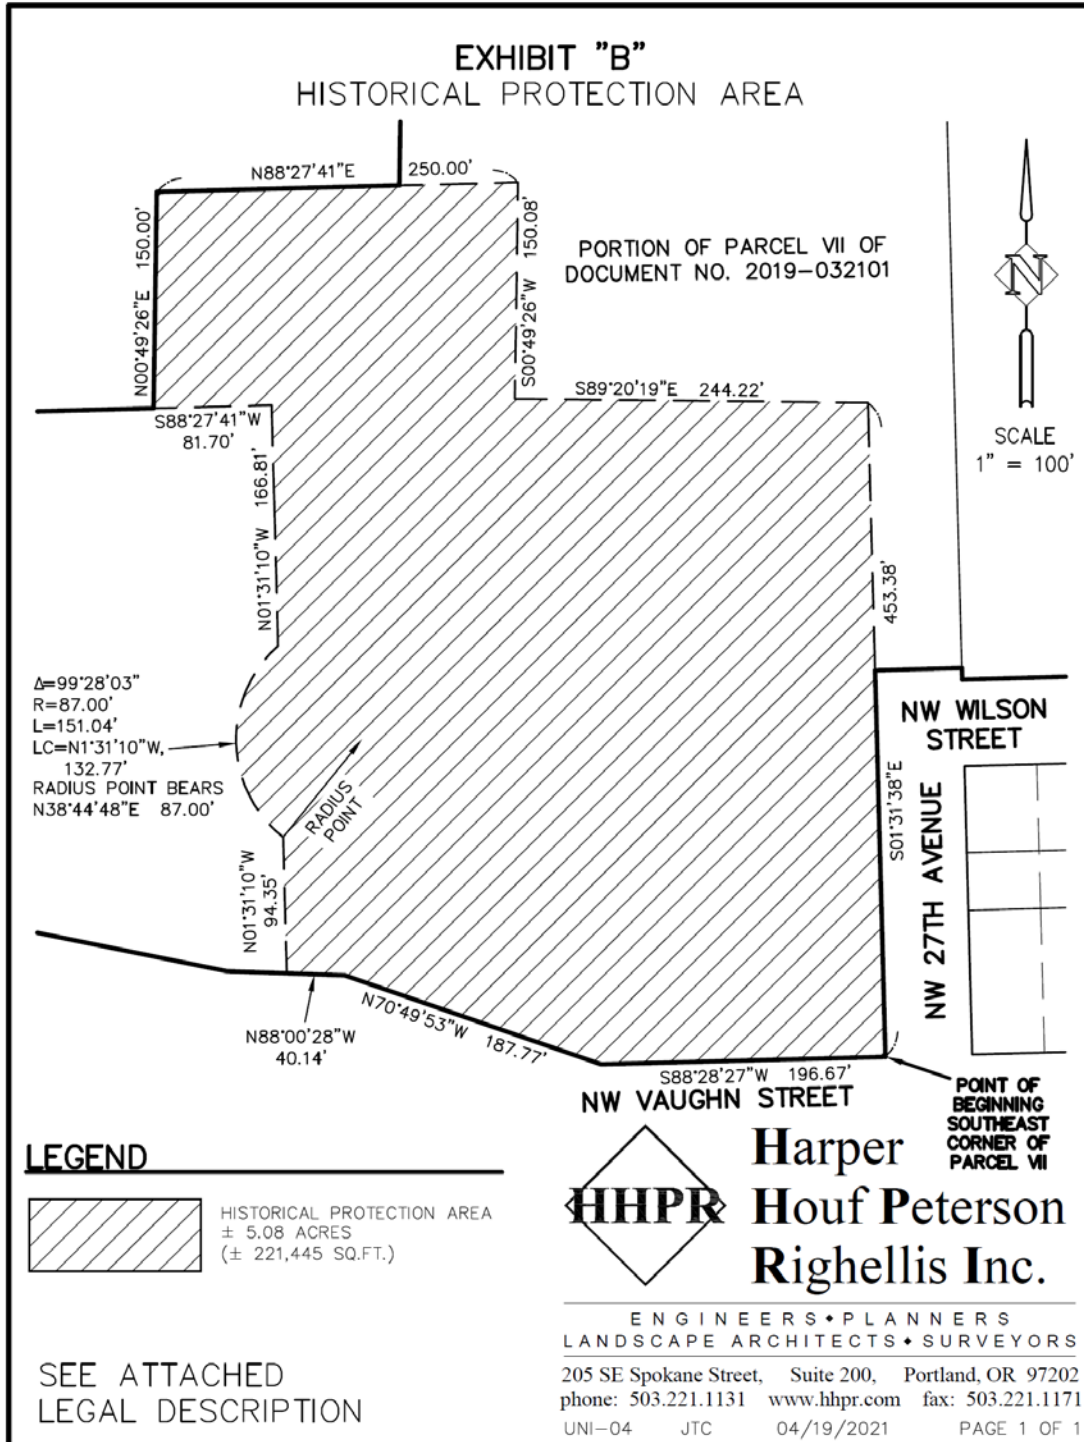 EXHIBIT "B"
HISTORICAL PROTECTION AREA
N88°27'41"E 250.00'
N00°49'26"E 150.00'
S00°49'26"W 150.08'
PORTION OF PARCEL VII OF
DOCUMENT NO. 2019-032101
N
SCALE
1" = 100'
S89°20'19"E 244.22'
S88°27'41"W
81.70'
N01°31'10"W 166.81'
453.38'
S01°31'38"E
Δ=99°28'03"
R=87.00'
L=151.04'
LC=N1°31'10"W,
132.77'
RADIUS POINT BEARS
N38°44'48"E 87.00'
RADIUS
POINT
NW WILSON
STREET
NW 27TH AVENUE
N01°31'10"W
94.35'
N88°00'28"W
40.14'
N70°49'53"W 187.77'
S88°28'27"W 196.67'
NW VAUGHN STREET
POINT OF
BEGINNING
SOUTHEAST
CORNER OF
PARCEL VII
LEGEND
HISTORICAL PROTECTION AREA
± 5.08 ACRES
(± 221,445 SQ.FT.)
SEE ATTACHED
LEGAL DESCRIPTION
HHPR
Harper
Houf Peterson
Righellis Inc.
ENGINEERS◆PLANNERS
LANDSCAPE ARCHITECTS◆SURVEYORS
205 SE Spokane Street, Suite 200, Portland, OR 97202
phone: 503.221.1131 www.hhpr.com fax: 503.221.1171
UNI-04 JTC 04/19/2021 PAGE 1 OF 1